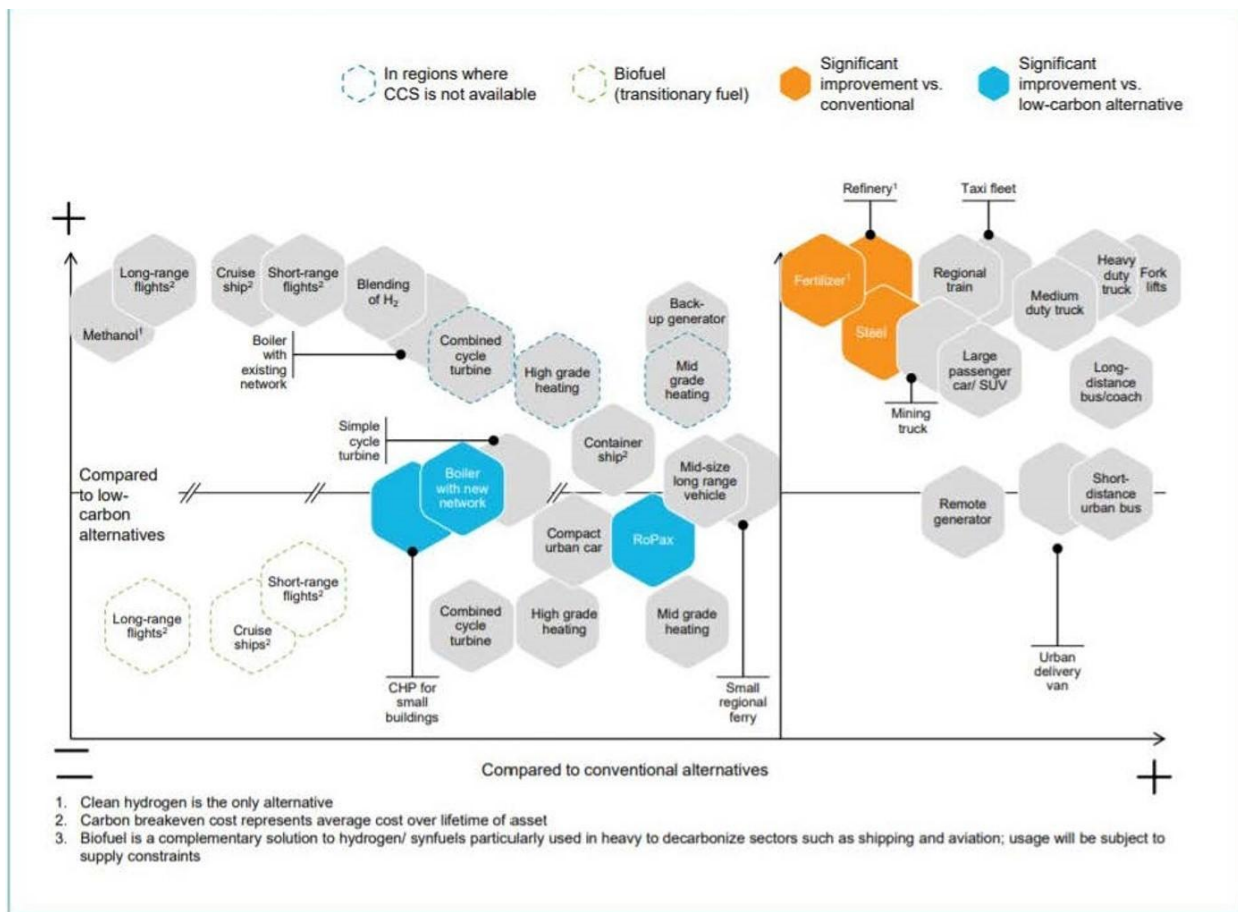 In regions where
CCS is not available
Biofuel
(transitionary fuel)
Significant
improvement vs.
conventional
Significant
improvement vs.
low-carbon alternative
Refinery¹
Taxi fleet
+
Long-range
flights²
Cruise
ship²
Short-range
flights²
Blending
of H₂
Fertilizer¹
Regional
train
Heavy
duty
truck
Fork
lifts
Methanol¹
Boiler
with
existing
network
Combined
cycle
turbine
High grade
heating
Back-
up generator
Mid
grade
heating
Steel
Medium
duty truck
Large
passenger
car/ SUV
Long-
distance
bus/coach
Mining
truck
Simple
cycle
turbine
Container
ship²
Compared
to low-
carbon
alternatives
Boiler
with new
network
Mid-size
long range
vehicle
Remote
generator
Short-
distance
urban bus
Compact
urban car
RoPax
Long-range
flights²
Cruise
ships²
Short-range
flights²
Combined
cycle
turbine
High grade
heating
Mid grade
heating
CHP for
small
buildings
Small
regional
ferry
Urban
delivery
van
Compared to conventional alternatives
+
1. Clean hydrogen is the only alternative
2. Carbon breakeven cost represents average cost over lifetime of asset
3. Biofuel is a complementary solution to hydrogen/ synfuels particularly used in heavy to decarbonize sectors such as shipping and aviation; usage will be subject to
supply constraints